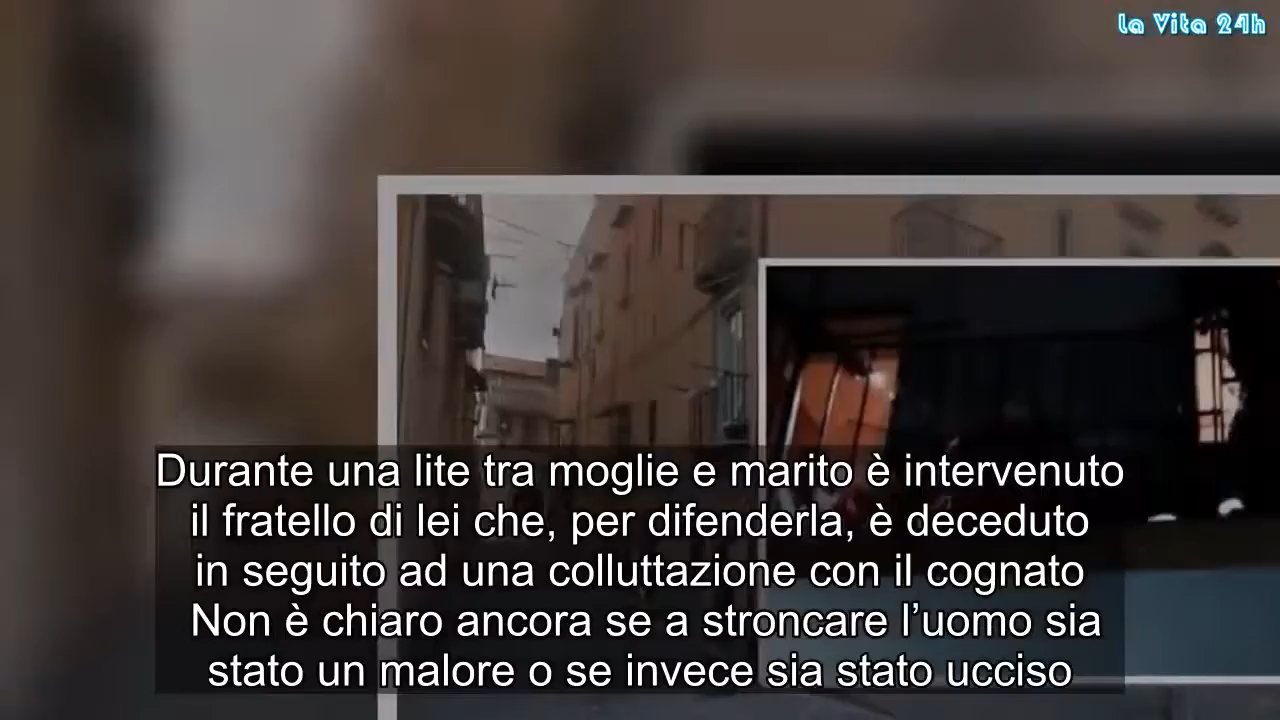 La Vita 24h
Durante una lite tra moglie e marito è intervenuto
il fratello di lei che, per difenderla, è deceduto
in seguito ad una colluttazione con il cognato
Non è chiaro ancora se a stroncare l’uomo sia
stato un malore o se invece sia stato ucciso